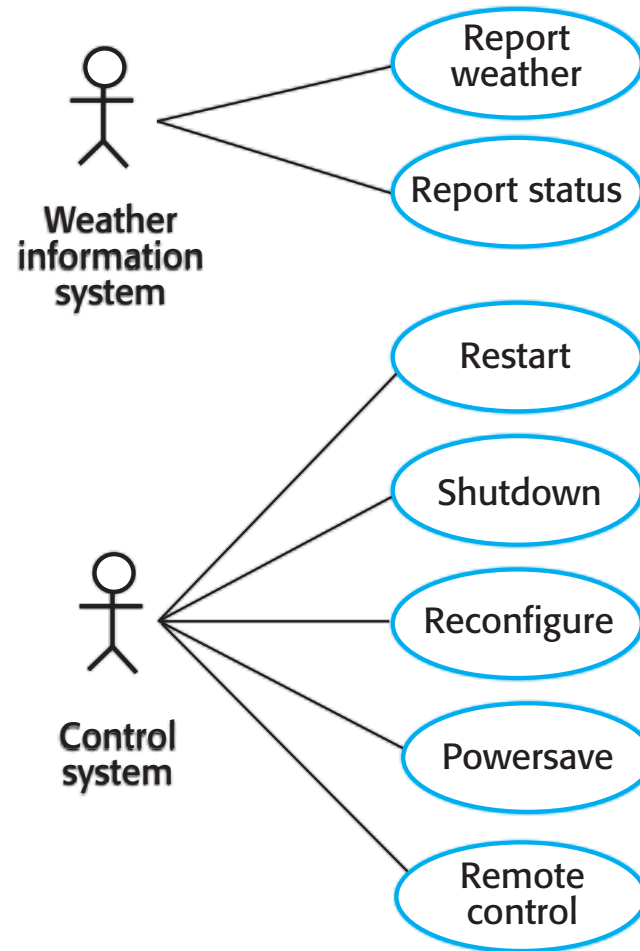 Report
weather
Report status
Weather
information
system
Restart
Shutdown
Reconfigure
Control
system
Powersave
Remote
control